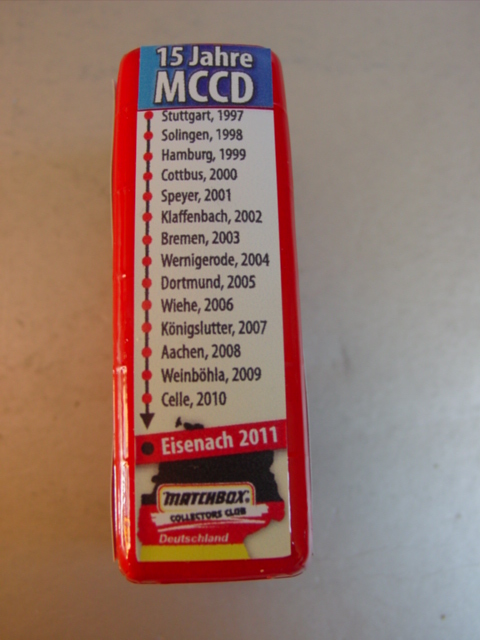 15 Jahre
MCCD
Stuttgart, 1997
Solingen, 1998
Hamburg, 1999
Cottbus, 2000
Speyer, 2001
Klaffenbach, 2002
Bremen, 2003
Wernigerode, 2004
Dortmund, 2005
Wiehe, 2006
Königslutter, 2007
Aachen, 2008
Weinböhla, 2009
Celle, 2010
Eisenach 2011
MATCHBOX®
COLLECTORS CLUB
Deutschland